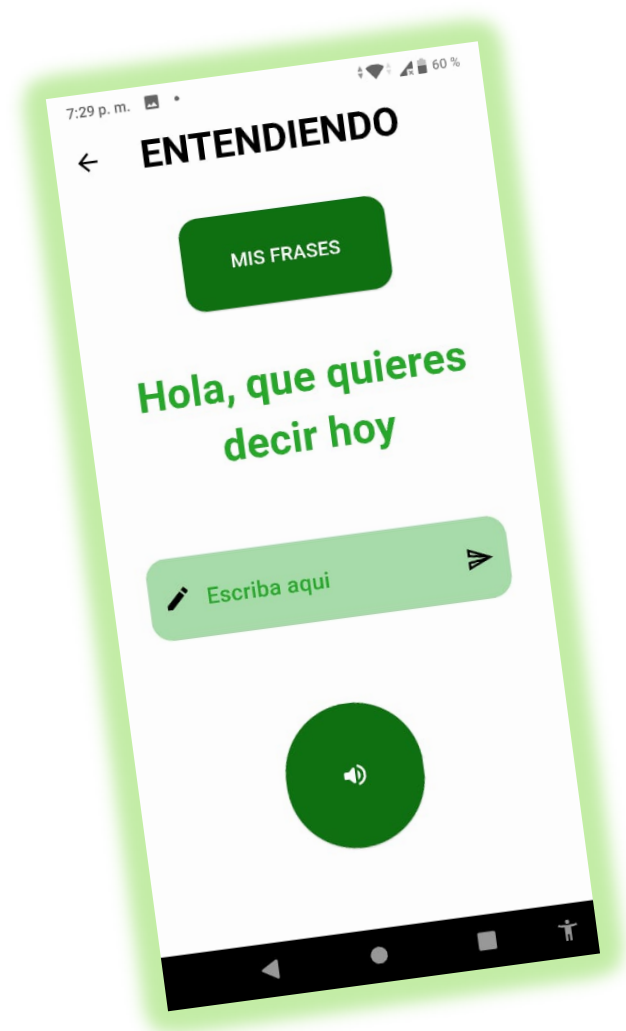 7:29 p. m.
60 %
ENTENDIENDO
MIS FRASES
Hola, que quieres
decir hoy
Escriba aqui